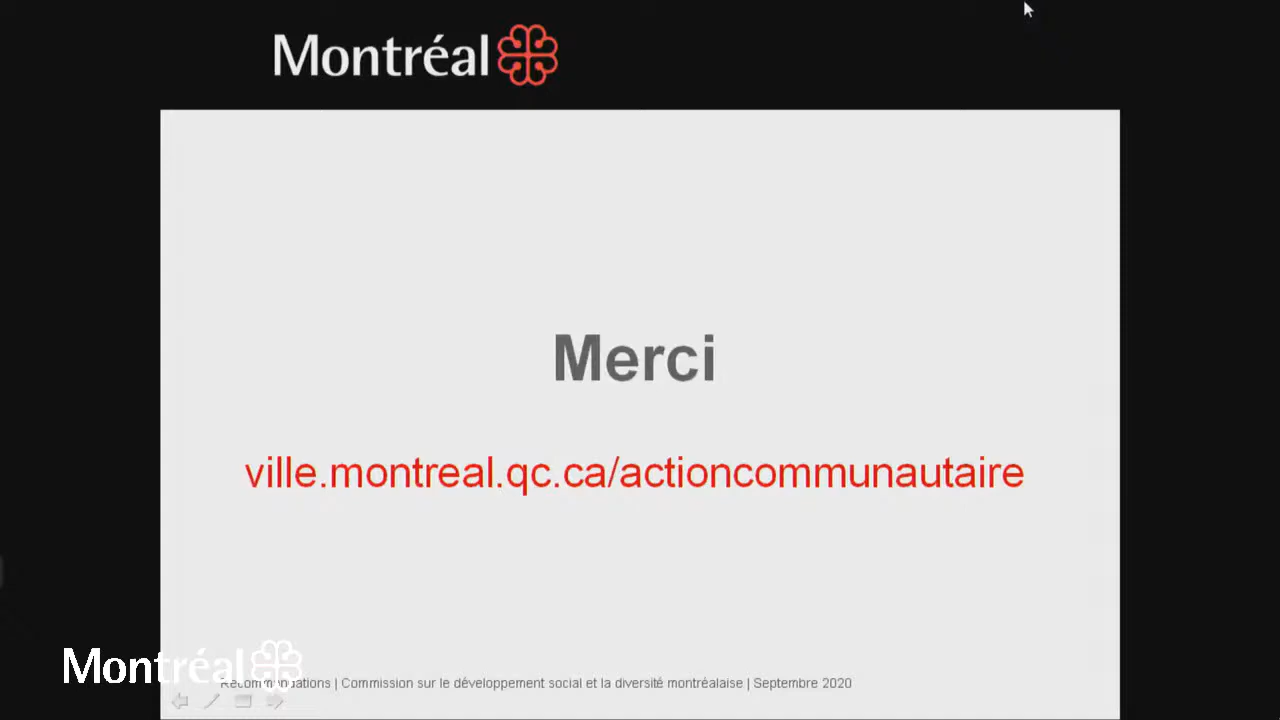 Montréal
Merci
ville.montreal.qc.ca/actioncommunautaire
Montréal
Recommandations | Commission sur le développement social et la diversité montréalaise | Septembre 2020